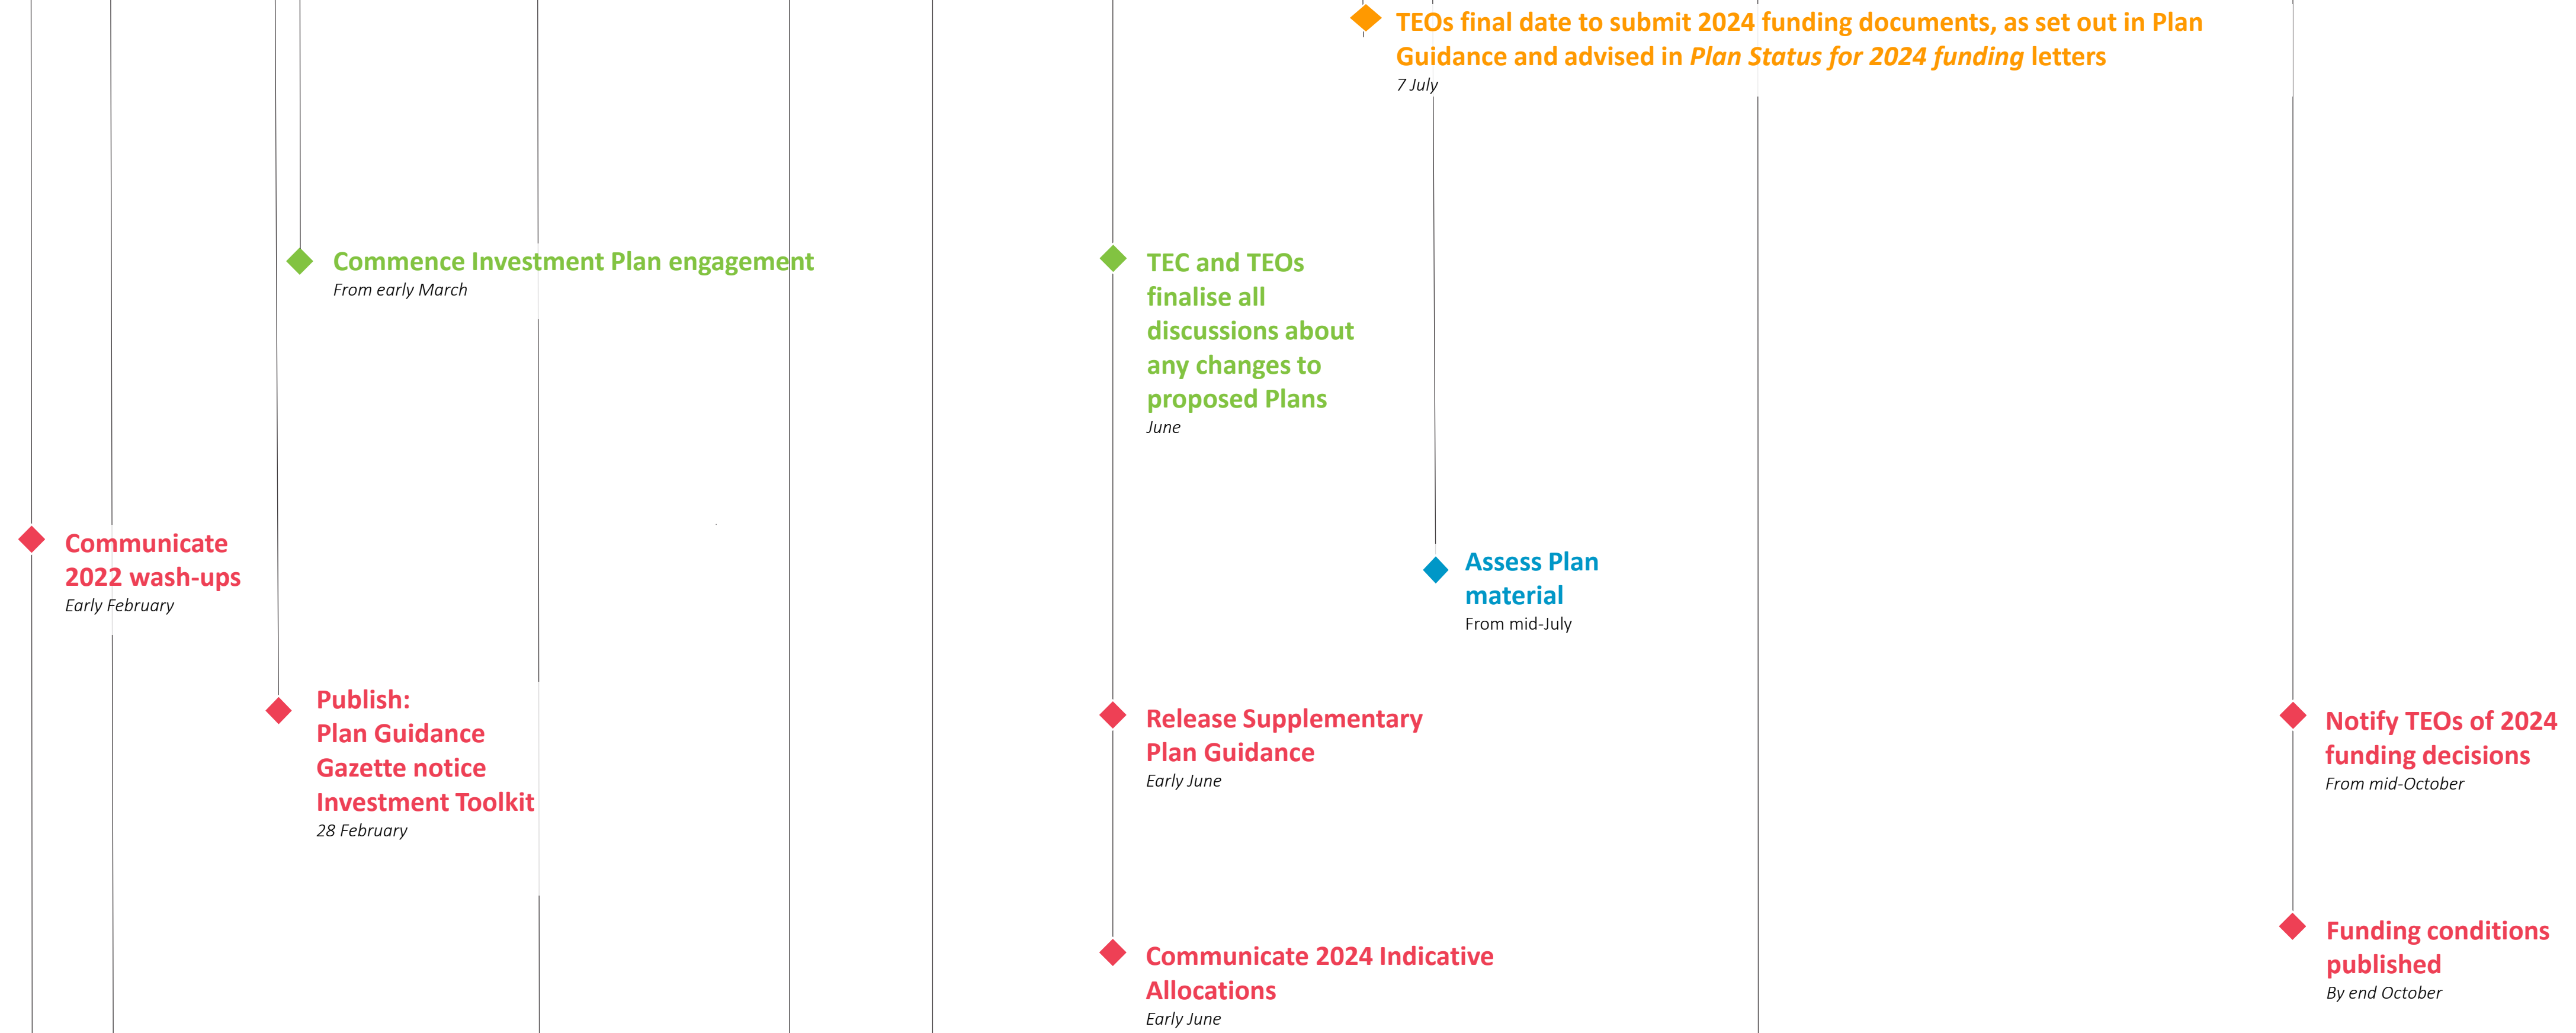 TEOs final date to submit 2024 funding documents, as set out in Plan
Guidance and advised in Plan Status for 2024 funding letters
7 July
Commence Investment Plan engagement
From early March
TEC and TEOs
finalise all
discussions about
any changes to
proposed Plans
June
Communicate
2022 wash-ups
Early February
Assess Plan
material
From mid-July
Publish:
Plan Guidance
Gazette notice
Investment Toolkit
28 February
Release Supplementary
Plan Guidance
Early June
Notify TEOs of 2024
funding decisions
From mid-October
Communicate 2024 Indicative
Allocations
Early June
Funding conditions
published
By end October